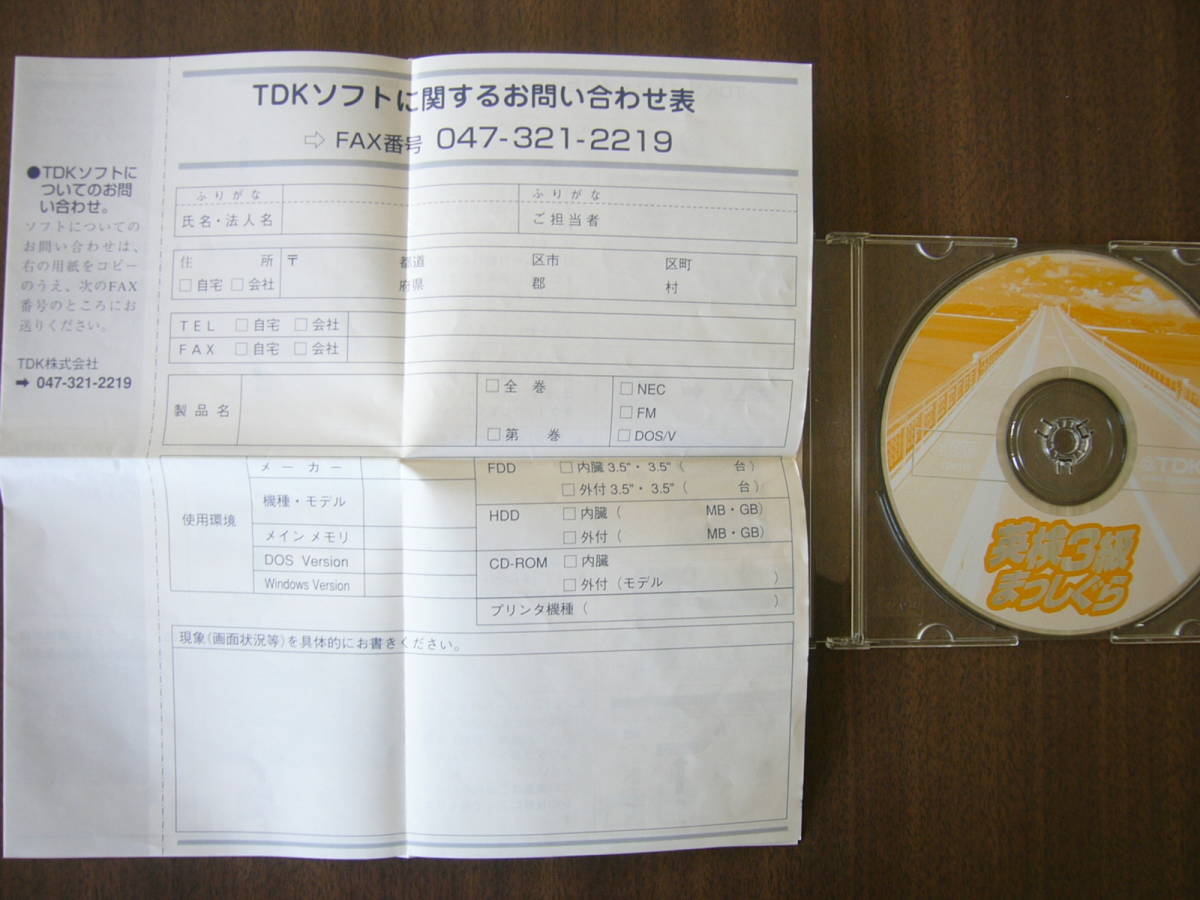 TDKソフトに関するお問い合わせ表
⇨ FAX番号 047-321-2219
●TDKソフトに
ついてのお問
い合わせ。
ソフトについての
お問い合わせは、
右の用紙をコピー
のうえ、次のFAX
番号のところにお
送りください。
TDK株式会社
➡ 047-321-2219
ふりがな ふりがな
氏名・法人名 ご担当者
住所 〒 都道 区市 区町
□自宅 □会社 府県 郡 村
TEL □自宅 □会社
FAX □自宅 □会社
製品名
□全巻 □NEC
□FM
□第 巻 □DOS/V
使用環境
メーカー
機種・モデル
メインメモリ
DOS Version
Windows Version
FDD □内臓 3.5"・3.5"( 台)
□外付 3.5"・3.5"( 台)
HDD □内臓( MB・GB)
□外付( MB・GB)
CD-ROM □内臓
□外付(モデル )
プリンタ機種( )
現象(画面状況等)を具体的にお書きください。
TDK
英検3級
まっしぐら